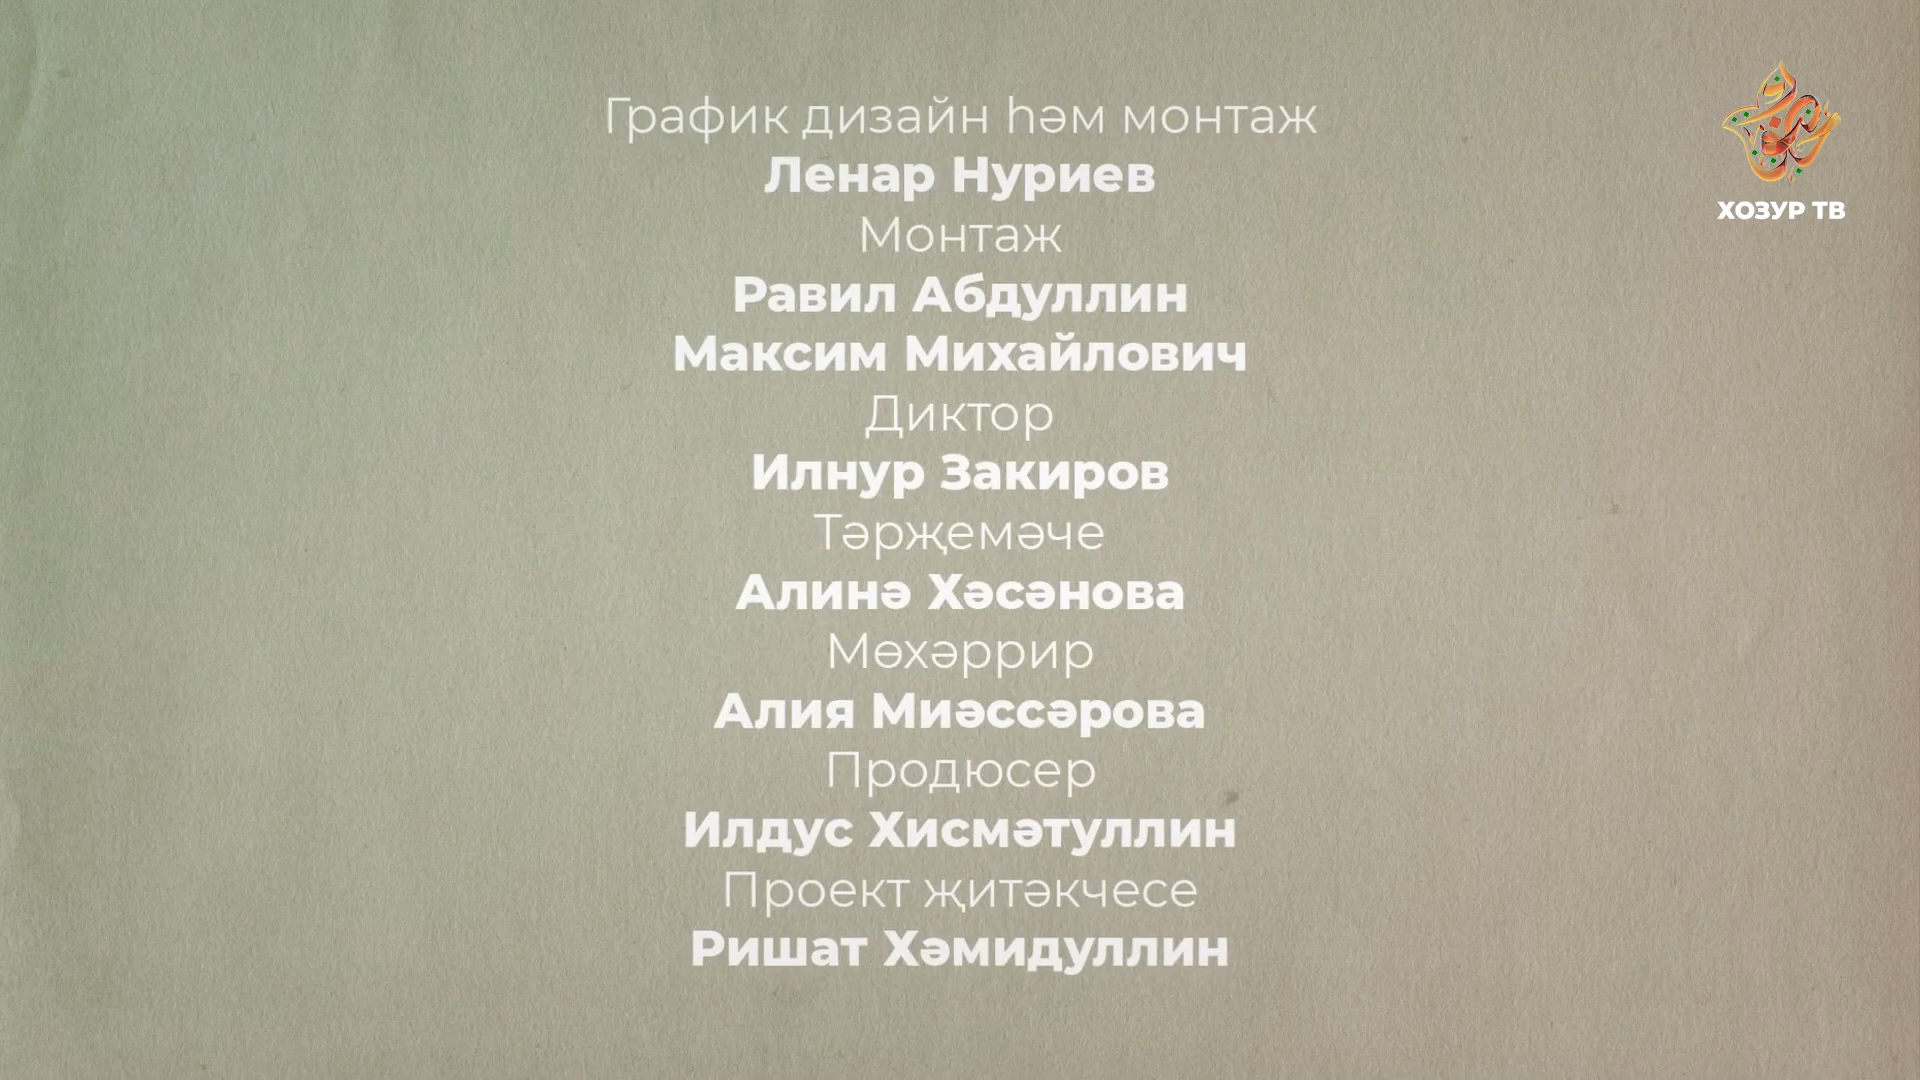 График дизайн һәм монтаж
Ленар Нуриев
Монтаж
Равил Абдуллин
Максим Михайлович
Диктор
Илнур Закиров
Тәрҗемәче
Алинә Хәсәнова
Мөхәррир
Алия Миәссәрова
Продюсер
Илдус Хисмәтуллин
Проект җитәкчесе
Ришат Хәмидуллин
ХОЗУР ТВ